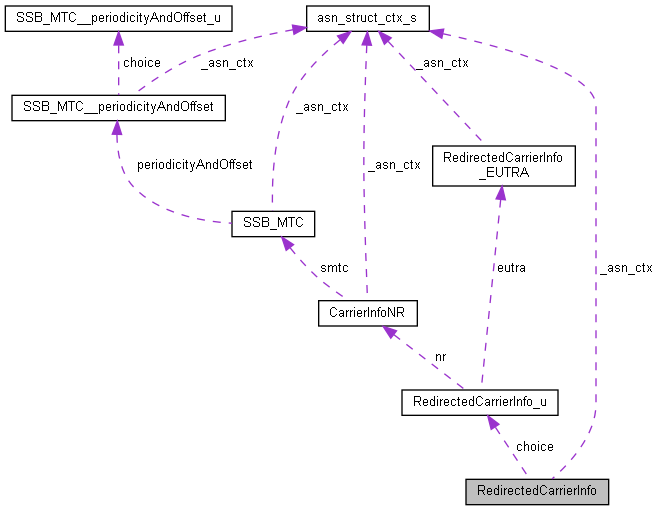 SSB_MTC__periodicityAndOffset_u
asn_struct_ctx_s
choice
_asn_ctx
_asn_ctx
SSB_MTC__periodicityAndOffset
_asn_ctx
periodicityAndOffset
_asn_ctx
RedirectedCarrierInfo
_EUTRA
SSB_MTC
smtc
eutra
_asn_ctx
CarrierInfoNR
nr
RedirectedCarrierInfo_u
choice
RedirectedCarrierInfo